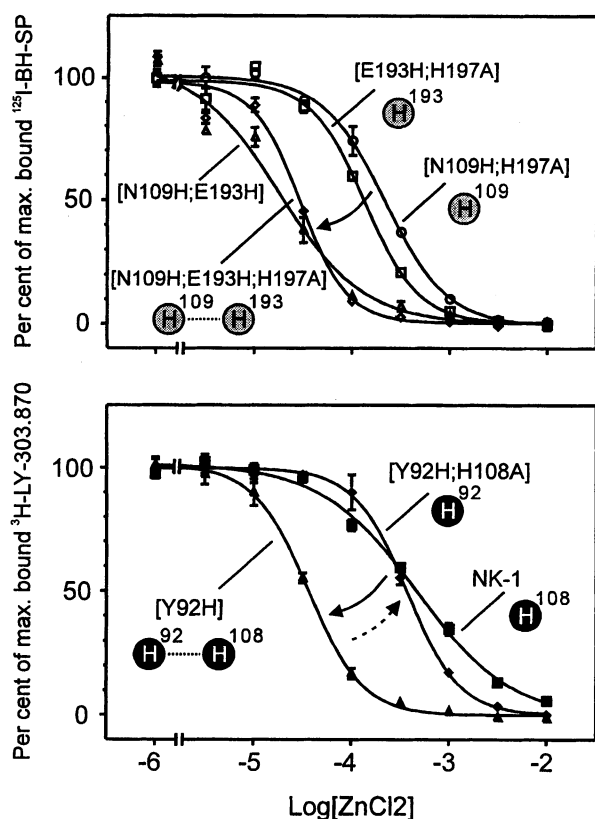 Per cent of max. bound ¹²⁵I-BH-SP
100
50
0
[E193H;H197A]
H 193
[N109H;H197A]
H 109
[N109H;E193H]
[N109H;E193H;H197A]
H 109 H 193
Per cent of max. bound ³H-LY-303.870
100
50
0
[Y92H;H108A]
H 92
[Y92H]
H 92 H 108
NK-1
H 108
-6 -5 -4 -3 -2
Log[ZnCl2]